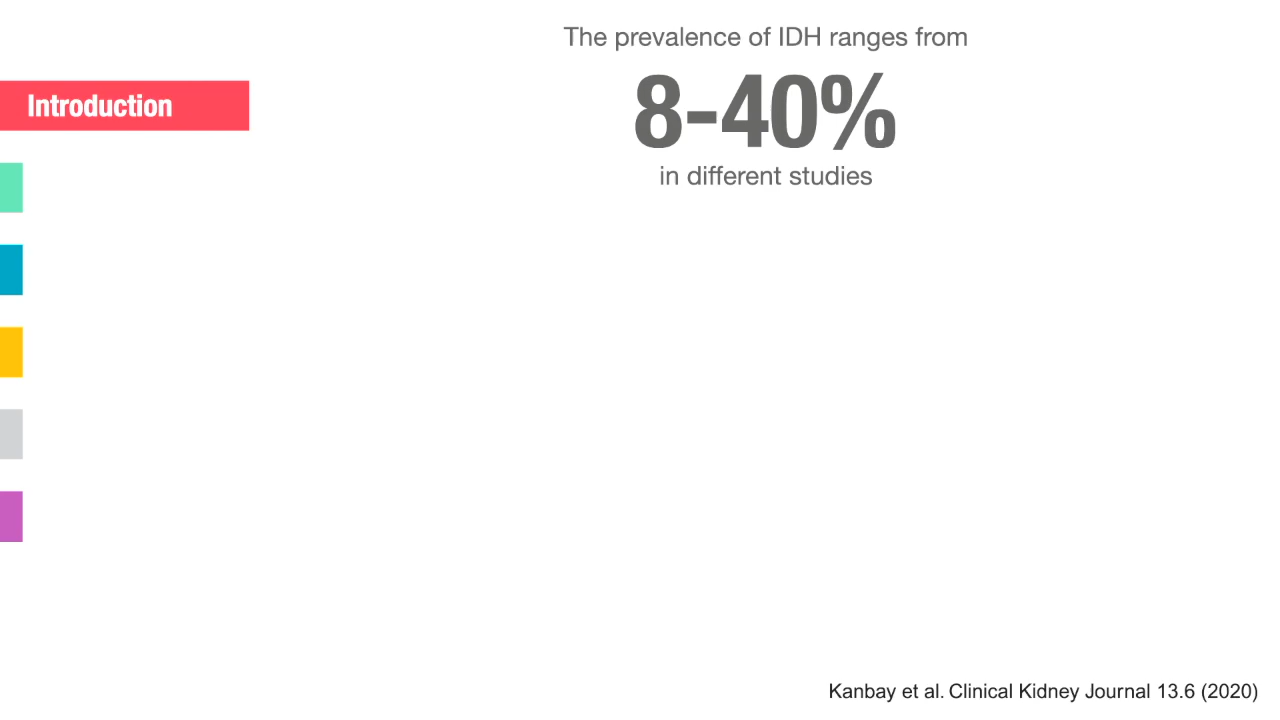 The prevalence of IDH ranges from
Introduction
8-40%
in different studies
Kanbay et al. Clinical Kidney Journal 13.6 (2020)